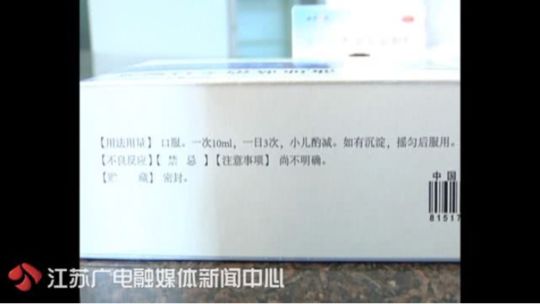 【用法用量】口服。一次10ml，一日3次，小儿酌减。如有沉淀，摇匀后服用。
【不良反应】【禁　忌】【注意事项】尚不明确。
【贮　　藏】密封。
中国
81517
江苏广电融媒体新闻中心